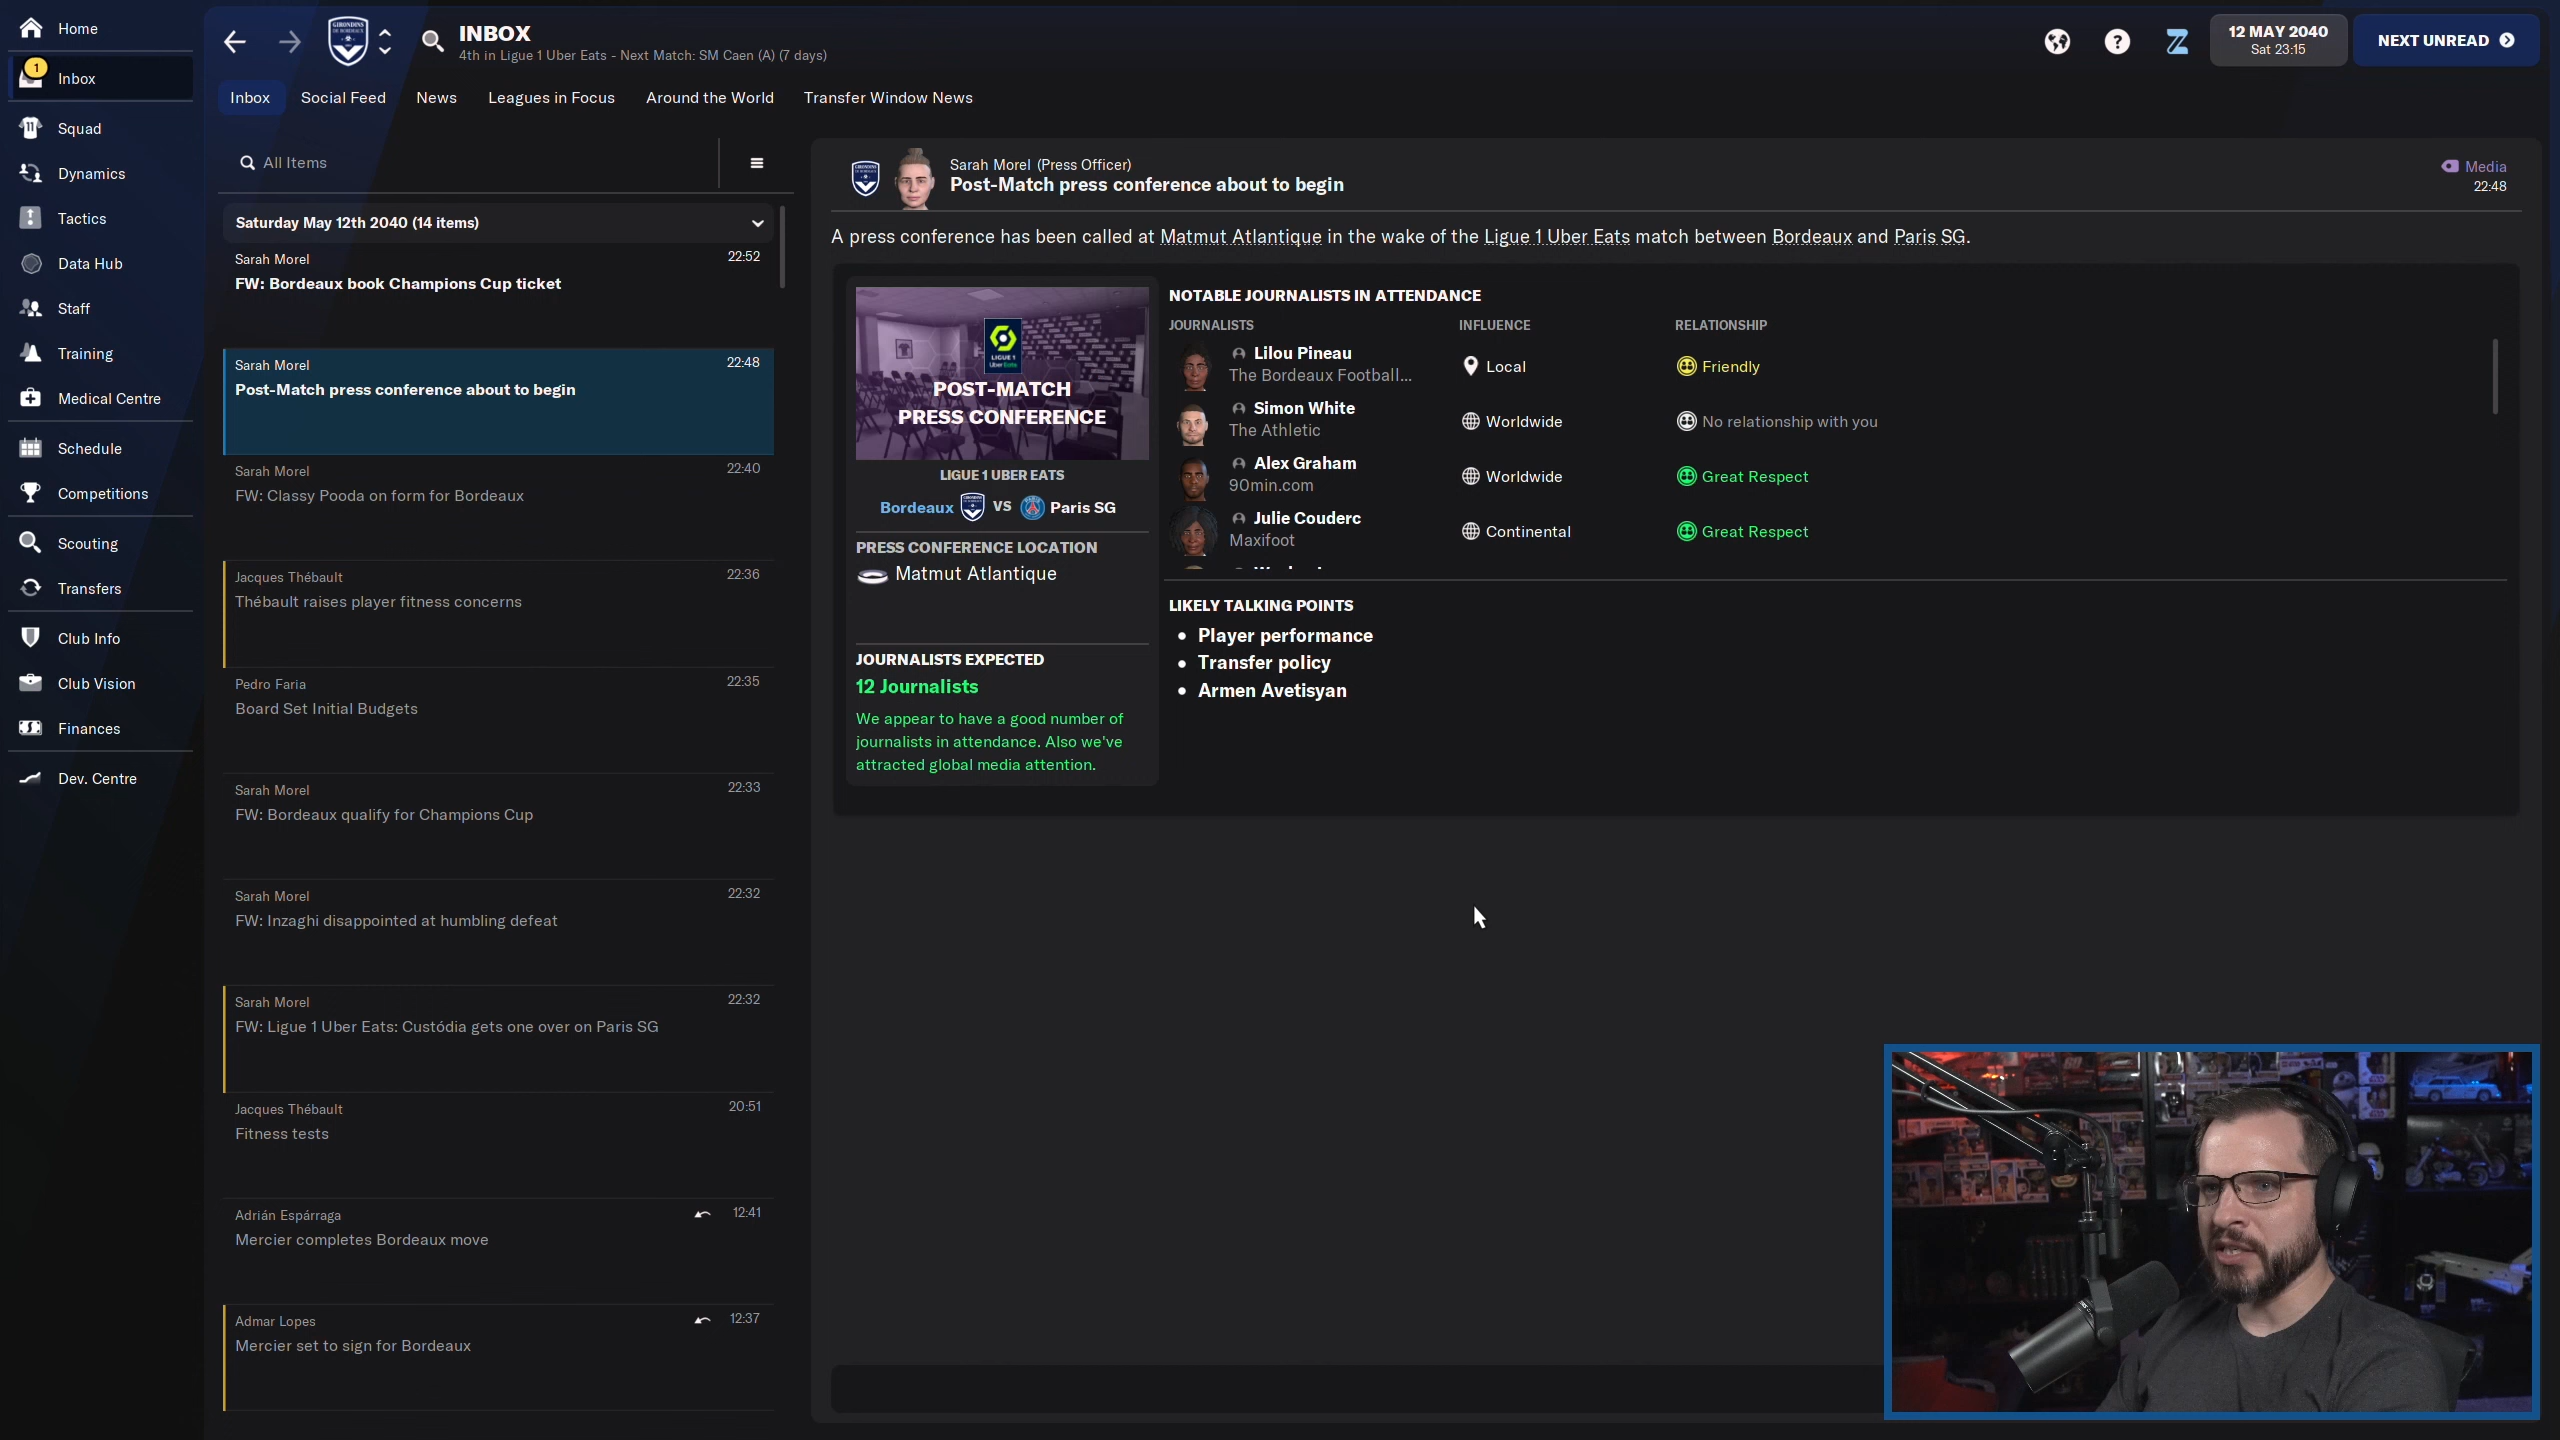 Home
1
Inbox
Squad
Dynamics
Tactics
Data Hub
Staff
Training
Medical Centre
Schedule
Competitions
Scouting
Transfers
Club Info
Club Vision
Finances
Dev. Centre
INBOX
4th in Ligue 1 Uber Eats - Next Match: SM Caen (A) (7 days)
12 MAY 2040
Sat 23:15
NEXT UNREAD
Inbox
Social Feed
News
Leagues in Focus
Around the World
Transfer Window News
All Items
Saturday May 12th 2040 (14 items)
Sarah Morel 22:52
FW: Bordeaux book Champions Cup ticket
Sarah Morel 22:48
Post-Match press conference about to begin
Sarah Morel 22:40
FW: Classy Pooda on form for Bordeaux
Jacques Thébault 22:36
Thébault raises player fitness concerns
Pedro Faria 22:35
Board Set Initial Budgets
Sarah Morel 22:33
FW: Bordeaux qualify for Champions Cup
Sarah Morel 22:32
FW: Inzaghi disappointed at humbling defeat
Sarah Morel 22:32
FW: Ligue 1 Uber Eats: Custódia gets one over on Paris SG
Jacques Thébault 20:51
Fitness tests
Adrián Espárraga 12:41
Mercier completes Bordeaux move
Admar Lopes 12:37
Mercier set to sign for Bordeaux
Sarah Morel (Press Officer)
Post-Match press conference about to begin
Media
22:48
A press conference has been called at Matmut Atlantique in the wake of the Ligue 1 Uber Eats match between Bordeaux and Paris SG.
LIGUE 1
Uber Eats
POST-MATCH
PRESS CONFERENCE
LIGUE 1 UBER EATS
Bordeaux VS Paris SG
PRESS CONFERENCE LOCATION
Matmut Atlantique
JOURNALISTS EXPECTED
12 Journalists
We appear to have a good number of
journalists in attendance. Also we've
attracted global media attention.
NOTABLE JOURNALISTS IN ATTENDANCE
JOURNALISTS INFLUENCE RELATIONSHIP
Lilou Pineau
The Bordeaux Football...
Local
Friendly
Simon White
The Athletic
Worldwide
No relationship with you
Alex Graham
90min.com
Worldwide
Great Respect
Julie Couderc
Maxifoot
Continental
Great Respect
LIKELY TALKING POINTS
• Player performance
• Transfer policy
• Armen Avetisyan